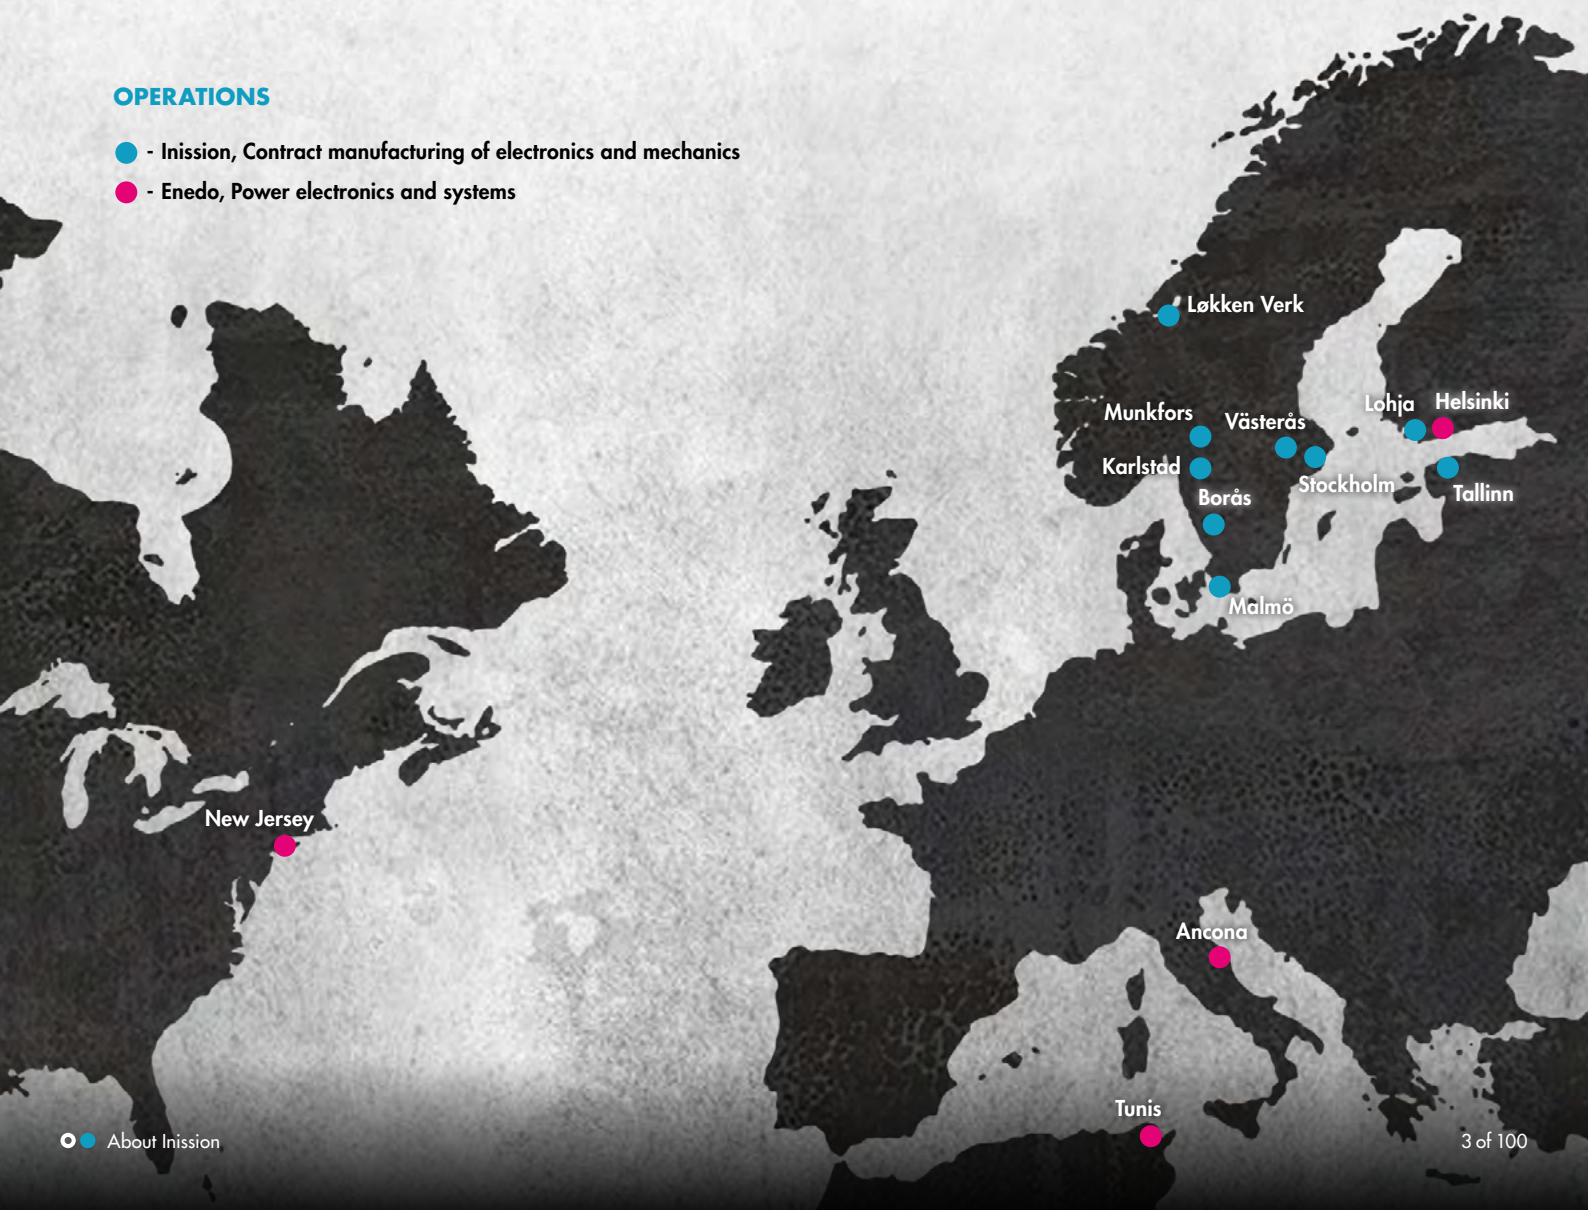 OPERATIONS
- Inission, Contract manufacturing of electronics and mechanics
- Enedo, Power electronics and systems
Løkken Verk
Munkfors
Västerås
Lohja
Helsinki
Karlstad
Stockholm
Tallinn
Borås
Malmö
New Jersey
Ancona
Tunis
About Inission
3 of 100